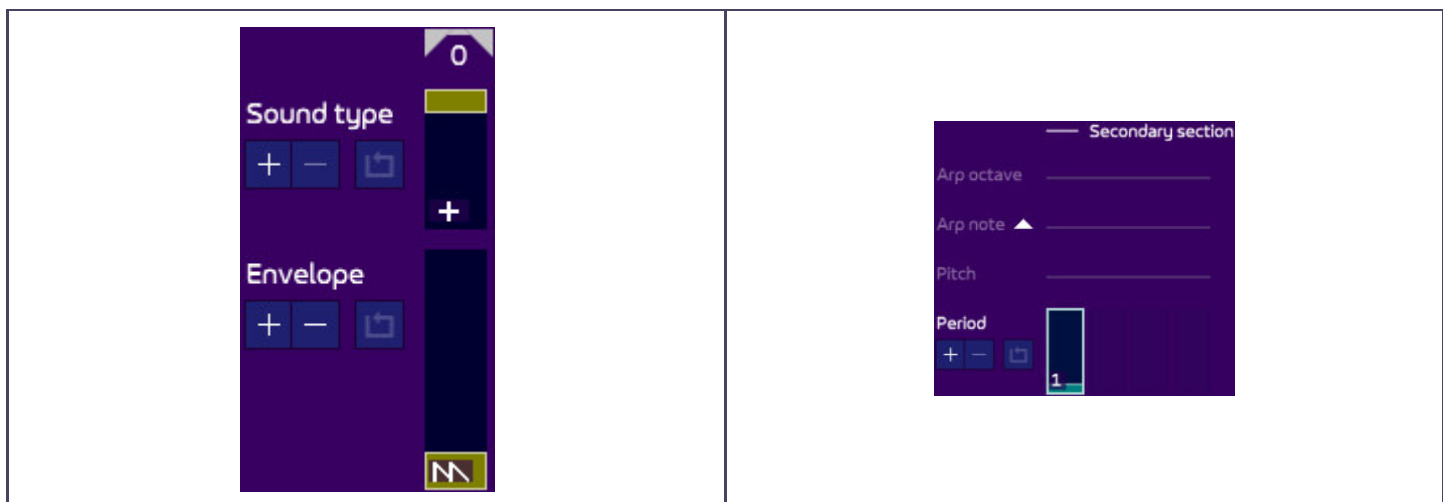 0
Sound type
+ -
+
Envelope
+ -
Secondary section
Arp octave
Arp note
Pitch
Period
+ -
1